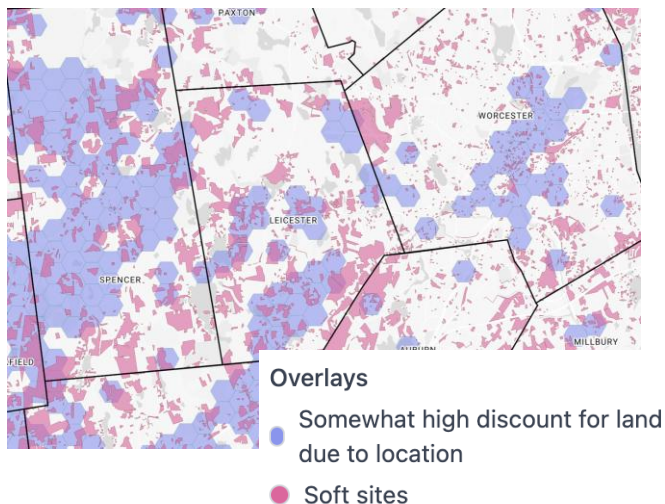 PAXTON
WORCESTER
LEICESTER
SPENCER
FIELD
AUBURN
MILLBURY
Overlays
Somewhat high discount for land
due to location
Soft sites